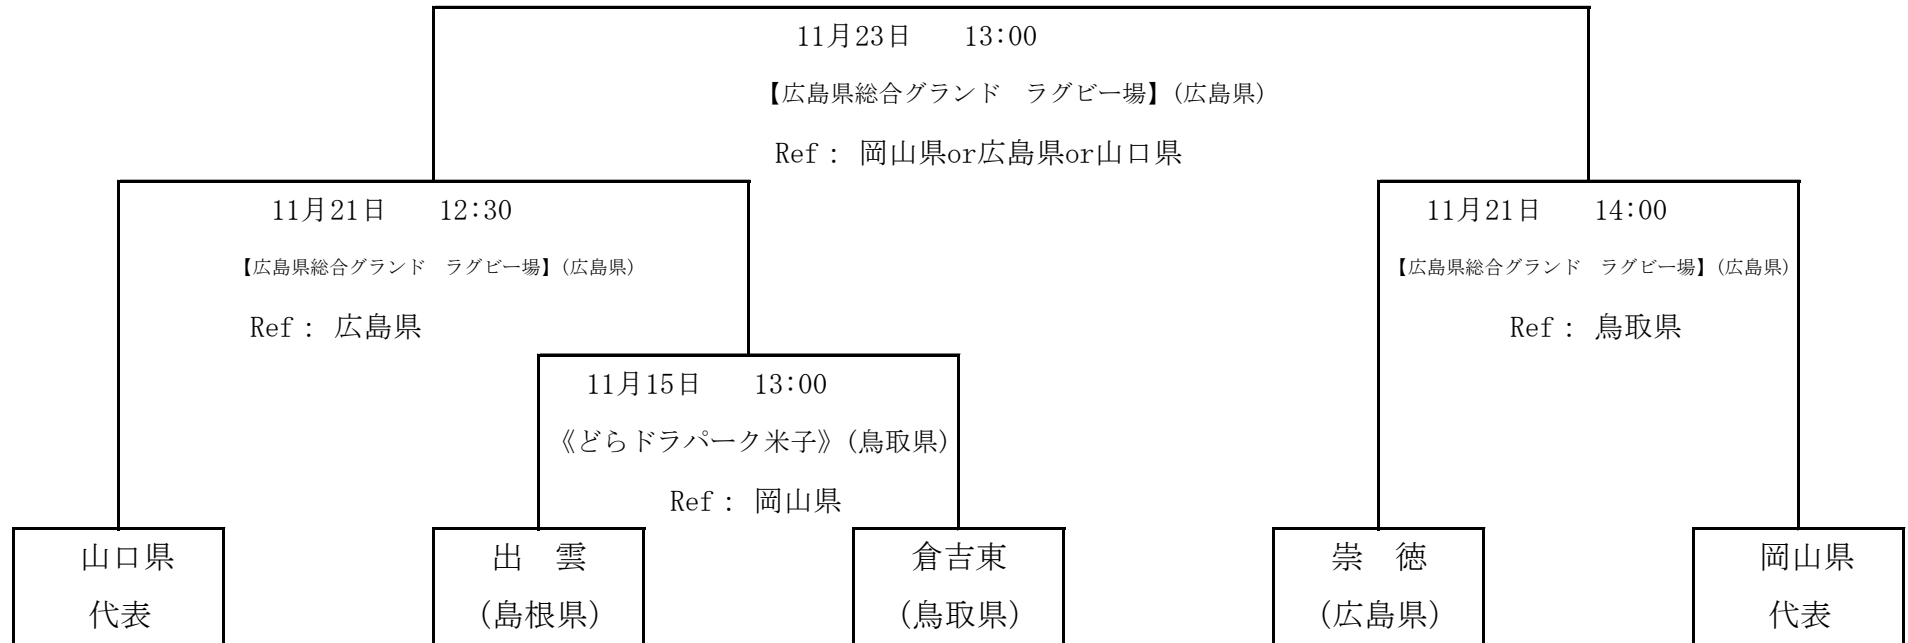 11月23日　13:00
【広島県総合グランド　ラグビー場】(広島県)
Ref： 岡山県or広島県or山口県
11月21日　12:30
【広島県総合グランド　ラグビー場】(広島県)
Ref： 広島県
11月21日　14:00
【広島県総合グランド　ラグビー場】(広島県)
Ref： 鳥取県
11月15日　13:00
《どらドラパーク米子》(鳥取県)
Ref： 岡山県
山口県
代表
出　雲
(島根県)
倉吉東
(鳥取県)
崇　徳
(広島県)
岡山県
代表